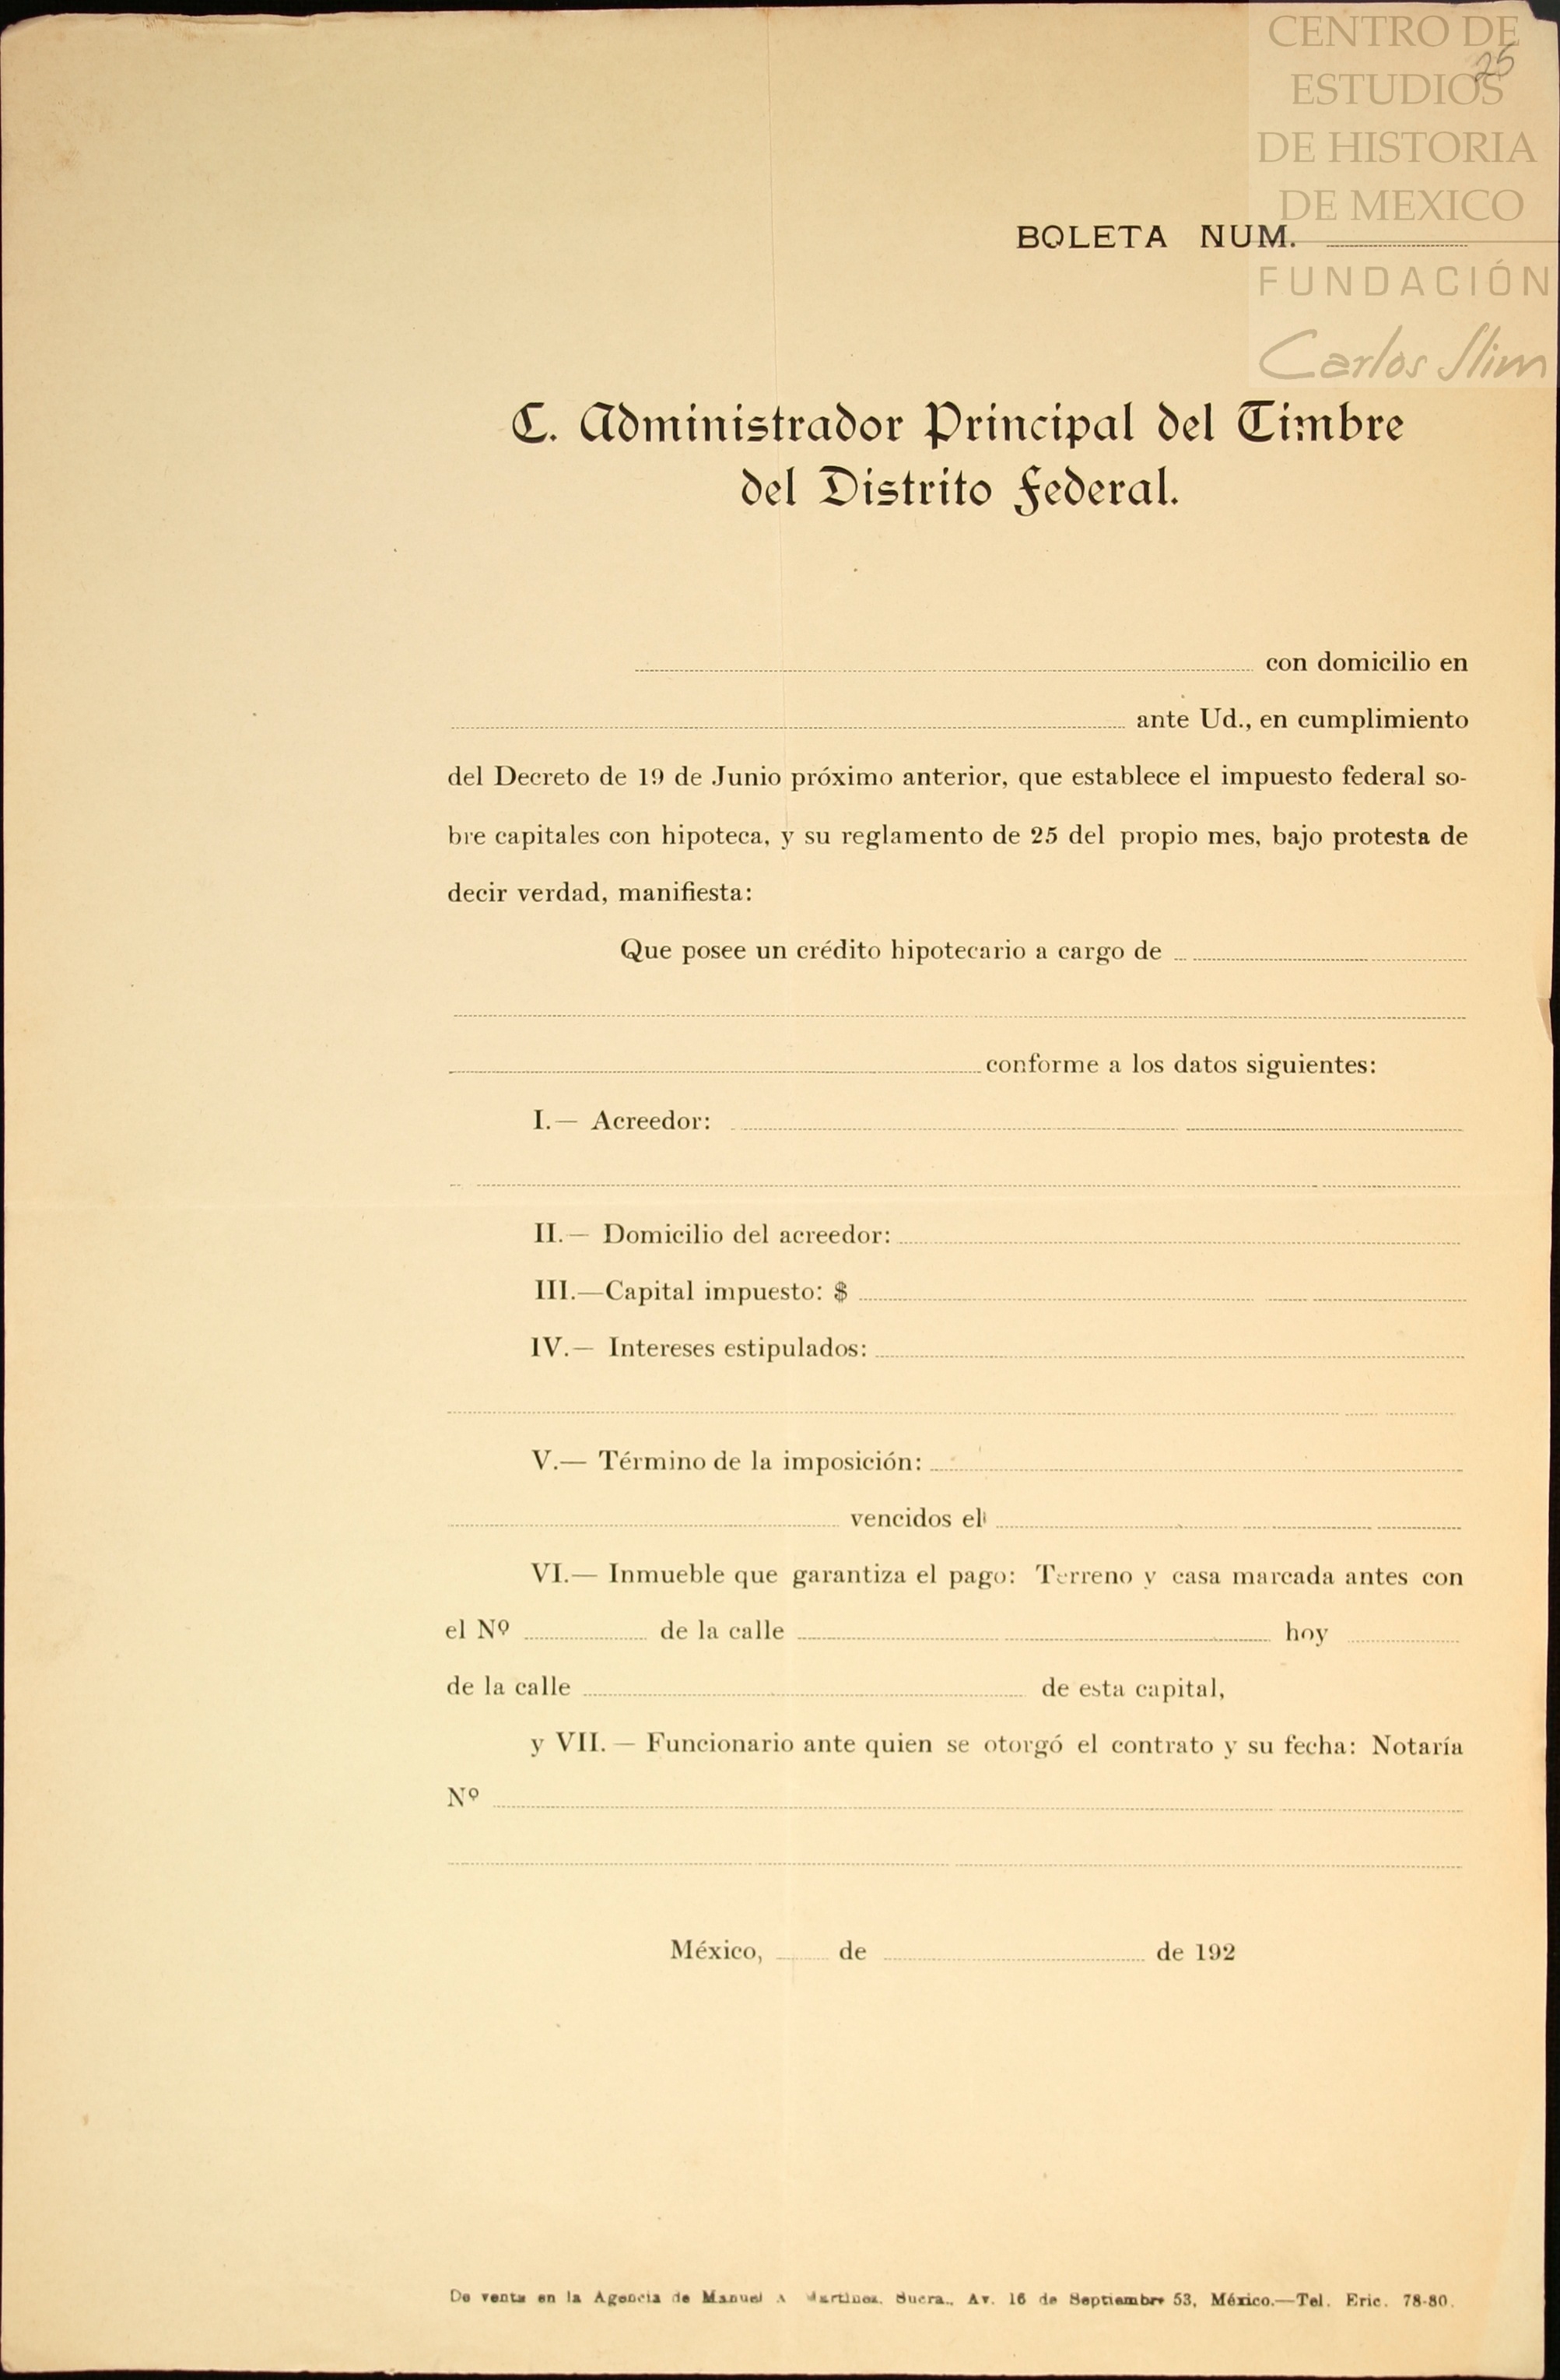 CENTRO DE
ESTUDIOS
DE HISTORIA
DE MEXICO
FUNDACIÓN
Carlos Slim
25
BOLETA NUM.
C. Administrador Principal del Timbre
del Distrito Federal.
con domicilio en
ante Ud., en cumplimiento
del Decreto de 19 de Junio próximo anterior, que establece el impuesto federal so-
bre capitales con hipoteca, y su reglamento de 25 del propio mes, bajo protesta de
decir verdad, manifiesta:
Que posee un crédito hipotecario a cargo de
conforme a los datos siguientes:
I.— Acreedor:
II.— Domicilio del acreedor:
III.—Capital impuesto: $
IV.— Intereses estipulados:
V.— Término de la imposición:
vencidos el
VI.— Inmueble que garantiza el pago: Terreno y casa marcada antes con
el Nº de la calle hoy
de la calle de esta capital,
y VII. — Funcionario ante quien se otorgó el contrato y su fecha: Notaría
Nº
México, de de 192
De venta en la Agencia de Manuel Martínez. Sucra., Av. 16 de Septiembre 53, México.—Tel. Eric. 78-80.